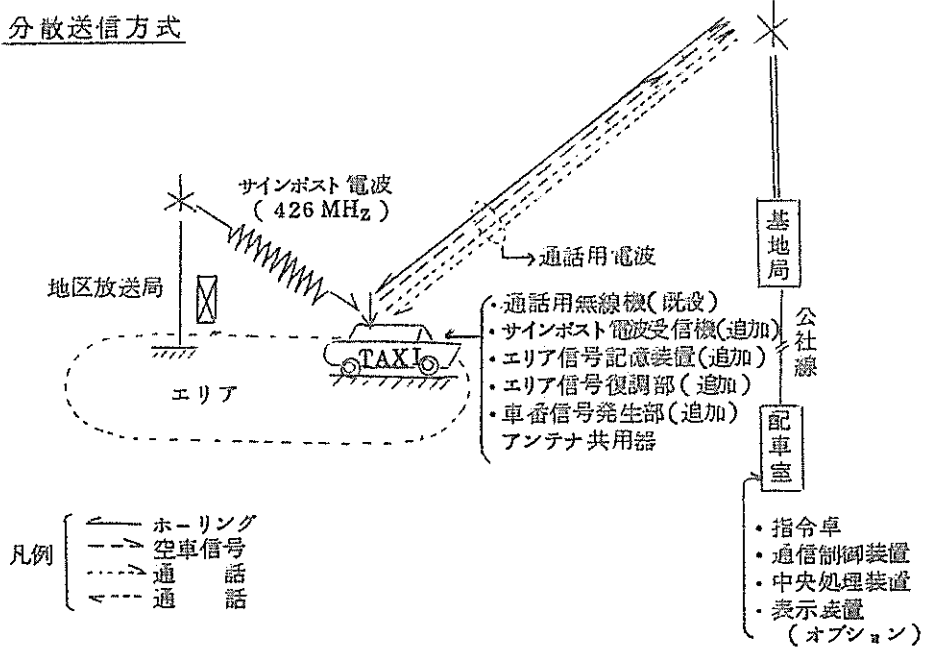 分散送信方式
サインポスト電波
(426MHz)
通話用電波
地区放送局
エリア
TAXI
・通話用無線機(既設)
・サインポスト電波受信機(追加)
・エリア信号記憶装置(追加)
・エリア信号復調部(追加)
・車番信号発生部(追加)
アンテナ共用器
基地局
公社線
配車室
・指令卓
・通信制御装置
・中央処理装置
・表示装置
(オプション)
凡例
ホーリング
空車信号
通話
通話